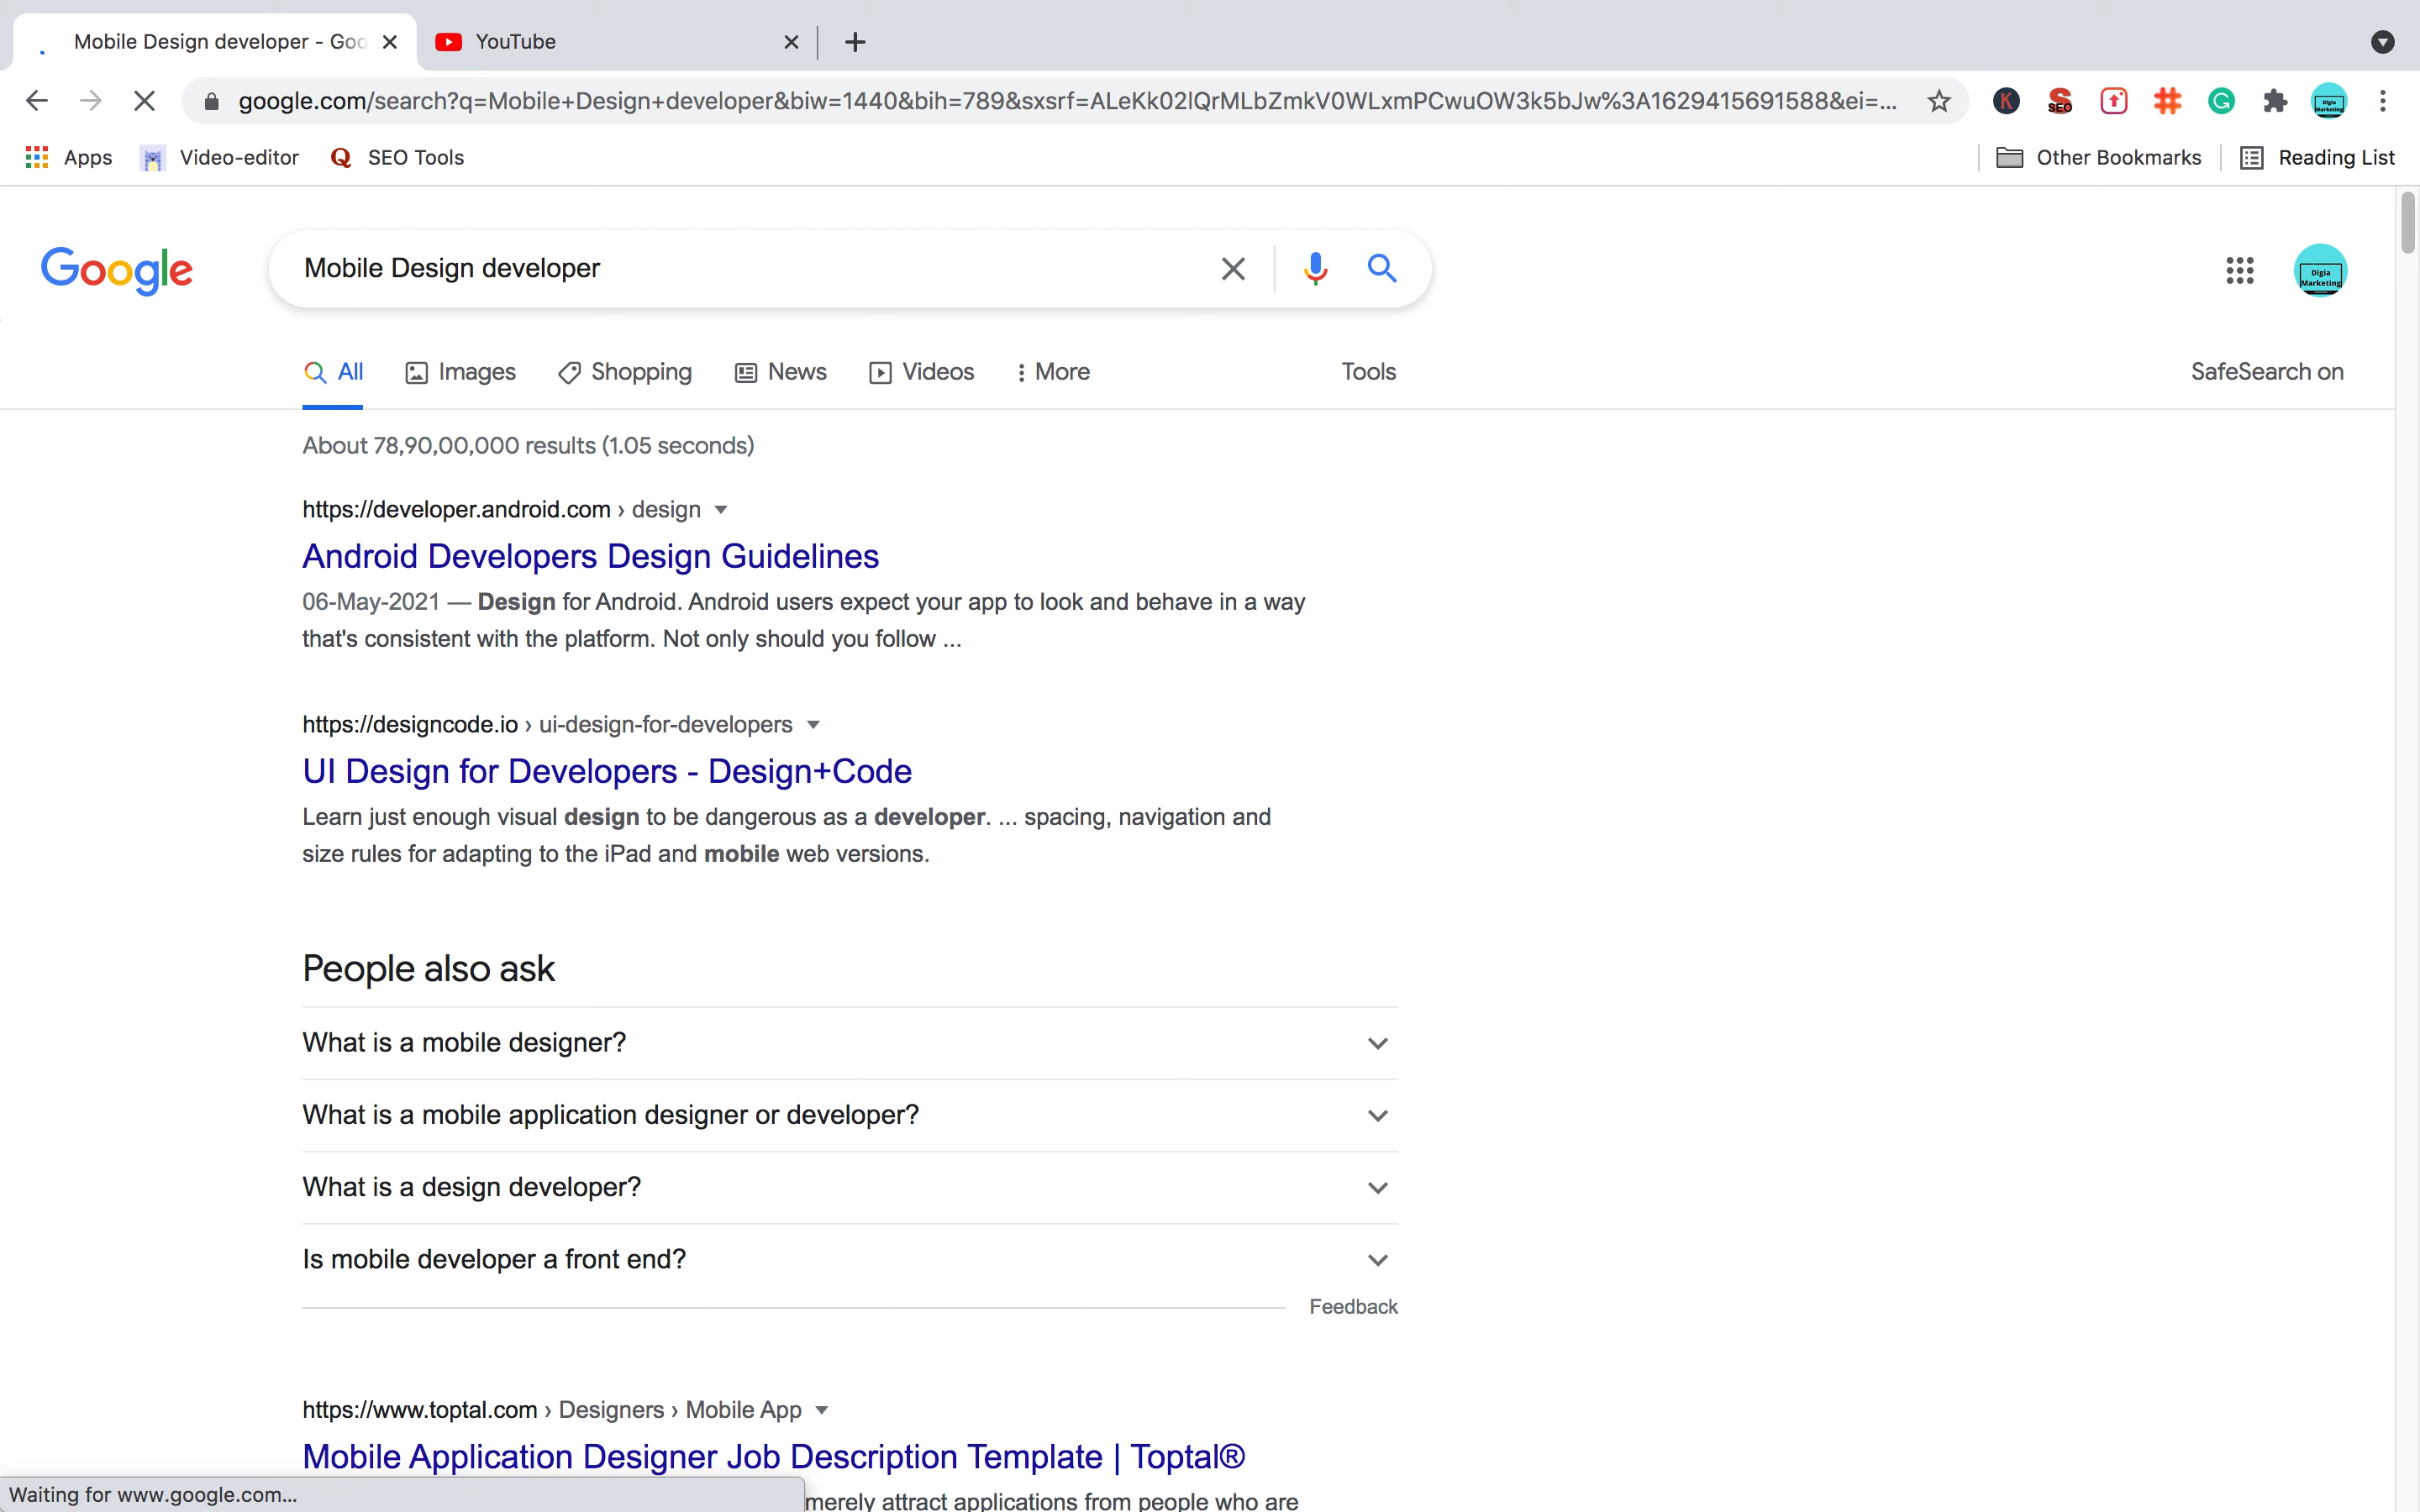 Mobile Design developer - Goo
YouTube
google.com/search?q=Mobile+Design+developer&biw=1440&bih=789&sxsrf=ALeKk02lQrMLbZmkV0WLxmPCwuOW3k5bJw%3A1629415691588&ei=...
K
SEO
G
Digia
Marketing
Apps
Video-editor
Q SEO Tools
Other Bookmarks
Reading List
Google
Mobile Design developer
Digia
Marketing
All
Images
Shopping
News
Videos
More
Tools
SafeSearch on
About 78,90,00,000 results (1.05 seconds)
https://developer.android.com › design
Android Developers Design Guidelines
06-May-2021 — Design for Android. Android users expect your app to look and behave in a way
that's consistent with the platform. Not only should you follow ...
https://designcode.io › ui-design-for-developers
UI Design for Developers - Design+Code
Learn just enough visual design to be dangerous as a developer. ... spacing, navigation and
size rules for adapting to the iPad and mobile web versions.
People also ask
What is a mobile designer?
What is a mobile application designer or developer?
What is a design developer?
Is mobile developer a front end?
Feedback
https://www.toptal.com › Designers › Mobile App
Mobile Application Designer Job Description Template | Toptal®
merely attract applications from people who are
Waiting for www.google.com...